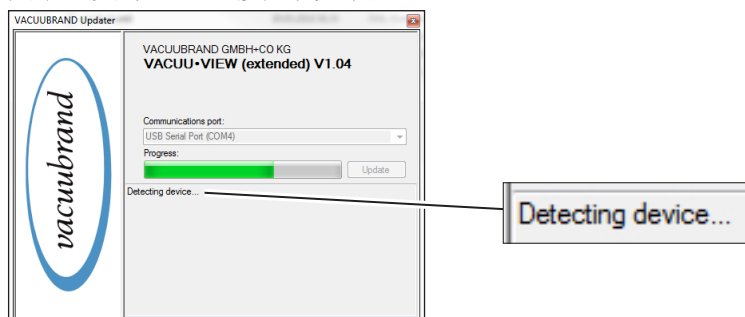 VACUUBRAND Updater
VACUUBRAND GMBH+CO KG
VACUU•VIEW (extended) V1.04
Communications port:
USB Serial Port (COM4)
Progress:
Update
Detecting device...
vacuubrand
Detecting device...